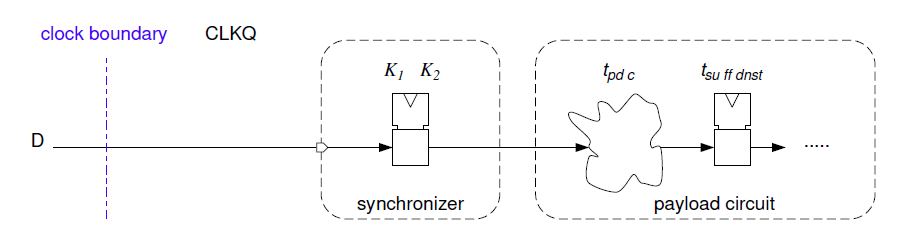 clock boundary CLKQ
K1 K2 tpd c tsu ff dnst
D .....
synchronizer payload circuit